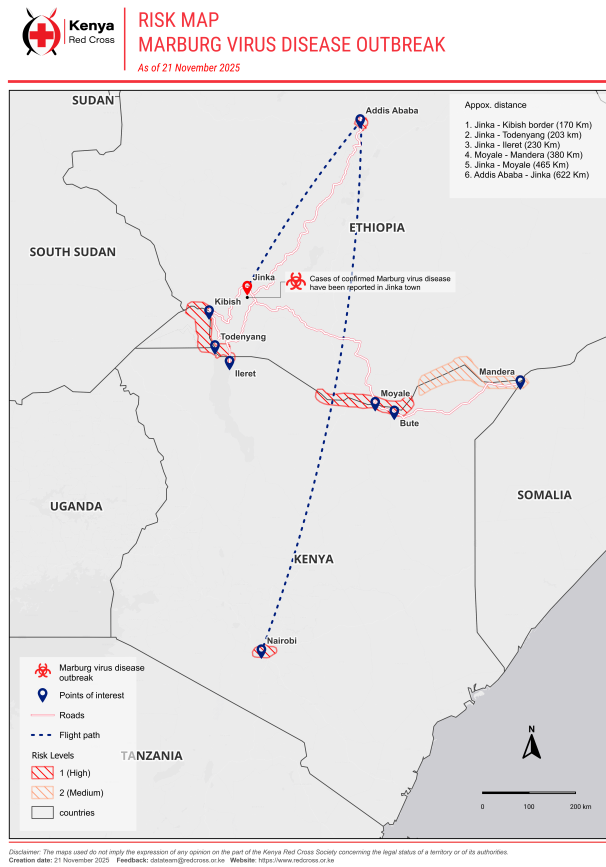 Kenya
Red Cross
RISK MAP
MARBURG VIRUS DISEASE OUTBREAK
As of 21 November 2025
SUDAN
Addis Ababa
Appox. distance
1. Jinka - Kibish border (170 Km)
2. Jinka - Todenyang (203 km)
3. Jinka - Ileret (230 Km)
4. Moyale - Mandera (380 Km)
5. Jinka - Moyale (465 Km)
6. Addis Ababa - Jinka (622 Km)
ETHIOPIA
SOUTH SUDAN
Jinka
Cases of confirmed Marburg virus disease
have been reported in Jinka town
Kibish
Todenyang
Ileret
Mandera
Moyale
Bute
SOMALIA
UGANDA
KENYA
Nairobi
Marburg virus disease
outbreak
Points of interest
Roads
Flight path
Risk Levels
1 (High)
2 (Medium)
countries
TANZANIA
N
0 100 200 km
Disclaimer: The maps used do not imply the expression of any opinion on the part of the Kenya Red Cross Society concerning the legal status of a territory or of its authorities.
Creation date: 21 November 2025 Feedback: datateam@redcross.or.ke Website: https://www.redcross.or.ke